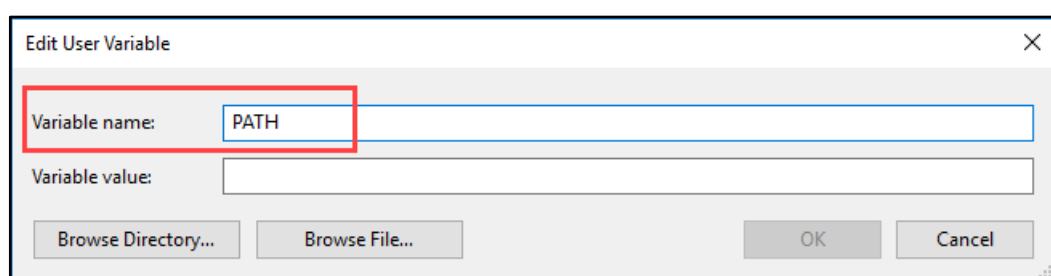 Edit User Variable
Variable name: PATH
Variable value:
Browse Directory... Browse File... OK Cancel